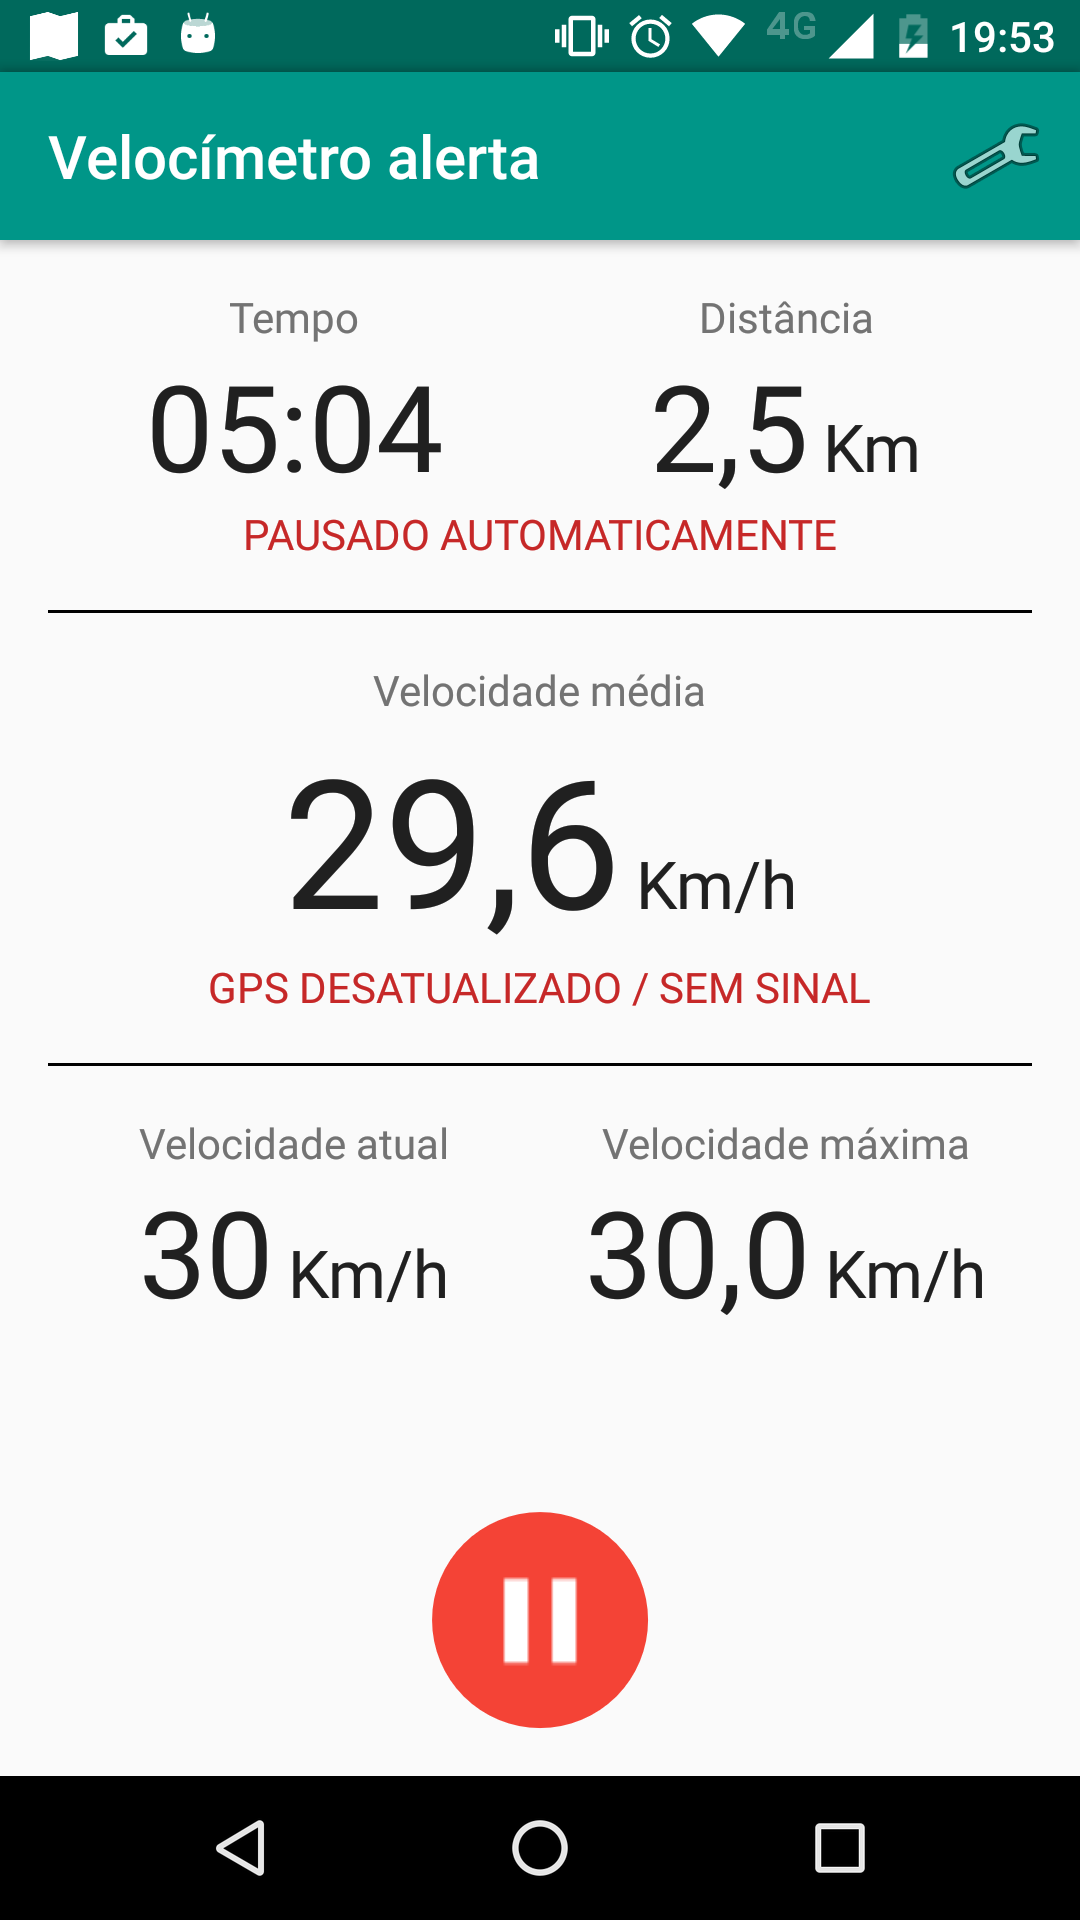 4G 19:53
Velocímetro alerta
Tempo Distância
05:04 2,5 Km
PAUSADO AUTOMATICAMENTE
Velocidade média
29,6 Km/h
GPS DESATUALIZADO / SEM SINAL
Velocidade atual Velocidade máxima
30 Km/h 30,0 Km/h